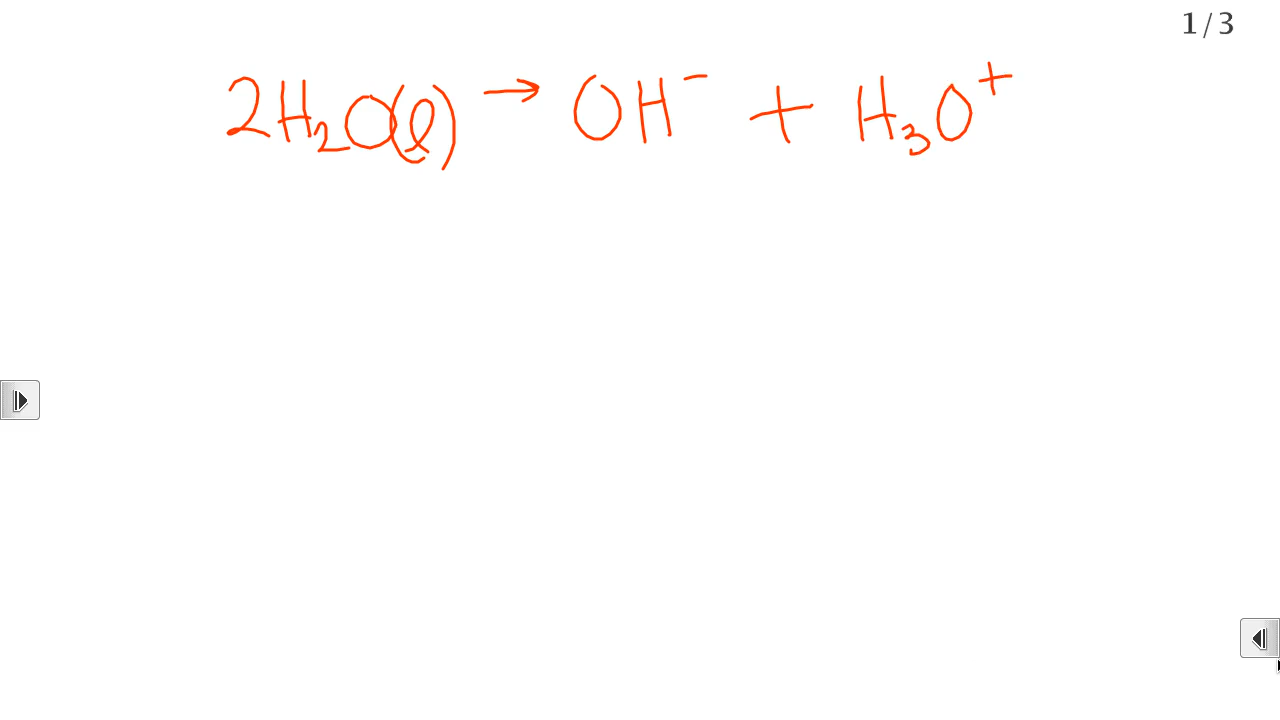 1/3
2H₂O(l) → OH⁻ + H₃O⁺